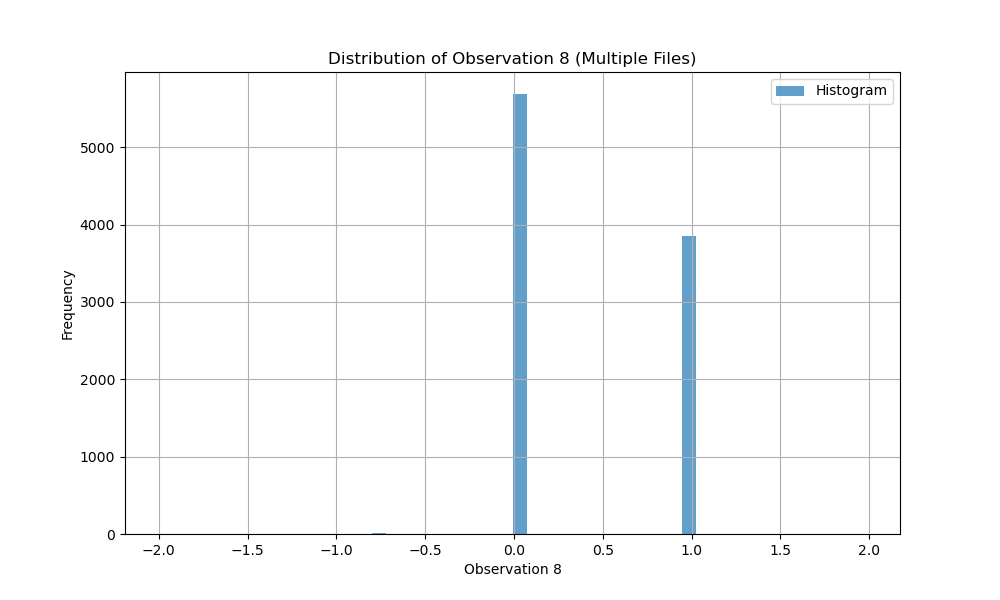 Distribution of Observation 8 (Multiple Files)
Histogram
5000
4000
3000
2000
1000
0
Frequency
−2.0 −1.5 −1.0 −0.5 0.0 0.5 1.0 1.5 2.0
Observation 8